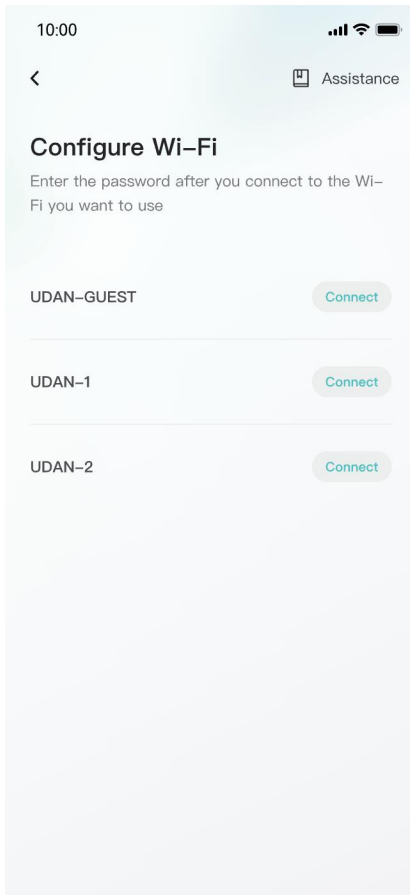 10:00
Assistance
Configure Wi–Fi
Enter the password after you connect to the Wi–
Fi you want to use
UDAN–GUEST
Connect
UDAN–1
Connect
UDAN–2
Connect